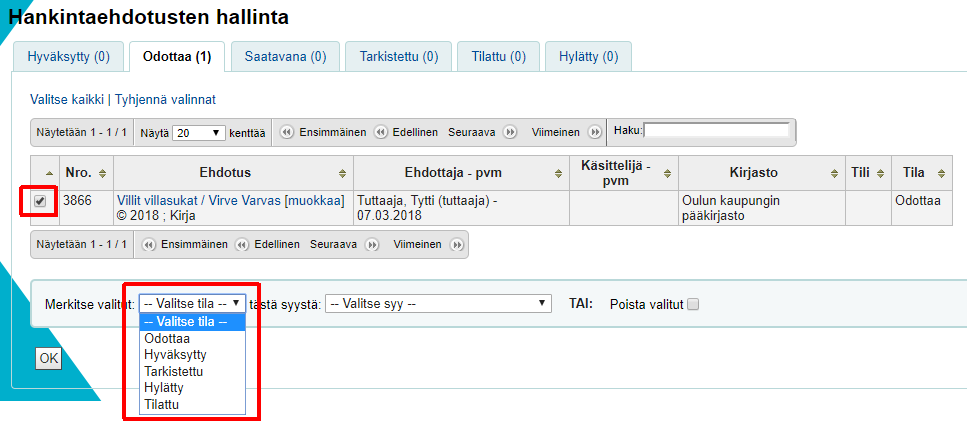 Hankintaehdotusten hallinta
Hyväksytty (0) Odottaa (1) Saatavana (0) Tarkistettu (0) Tilattu (0) Hylätty (0)
Valitse kaikki | Tyhjennä valinnat
Näytetään 1 - 1 / 1 Näytä 20 kenttää Ensimmäinen Edellinen Seuraava Viimeinen Haku:
Nro. Ehdotus Ehdottaja - pvm Käsittelijä - pvm Kirjasto Tili Tila
3866 Villit villasukat / Virve Varvas [muokkaa] Tuttaaja, Tytti (tuttaaja) - Oulun kaupungin Odottaa
© 2018 ; Kirja 07.03.2018 pääkirjasto
Näytetään 1 - 1 / 1 Ensimmäinen Edellinen Seuraava Viimeinen
Merkitse valitut: -- Valitse tila -- tästä syystä: -- Valitse syy -- TAI: Poista valitut
-- Valitse tila --
Odottaa
Hyväksytty
Tarkistettu
Hylätty
Tilattu
OK